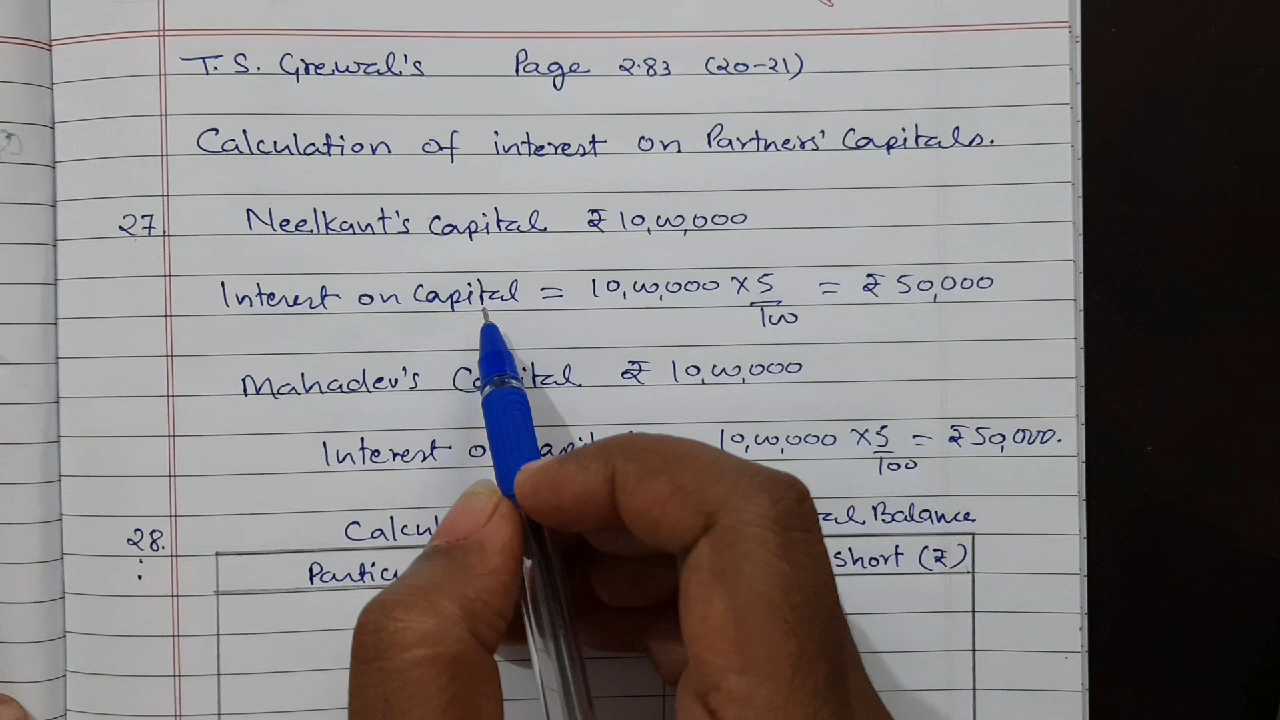 T. S. Grewal's Page 2.83 (20-21)
Calculation of interest on Partners' Capitals.
27 Neelkant's Capital ₹ 10,00,000
Interest on Capital = 10,00,000 × 5/100 = ₹ 50,000
Mahadev's Capital ₹ 10,00,000
Interest 10,00,000 × 5/100 = ₹ 50,000.
28. Balance
: short (₹)